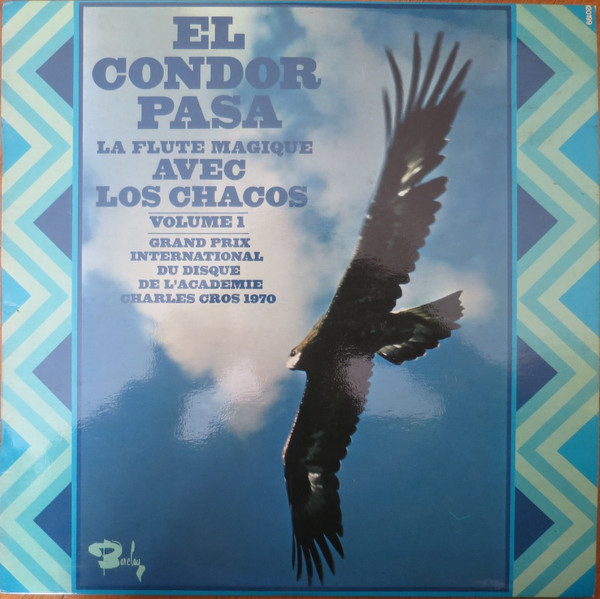 EL
CONDOR
PASA
LA FLUTE MAGIQUE
AVEC
LOS CHACOS
VOLUME 1
GRAND PRIX
INTERNATIONAL
DU DISQUE
DE L'ACADEMIE
CHARLES CROS 1970
Barclay